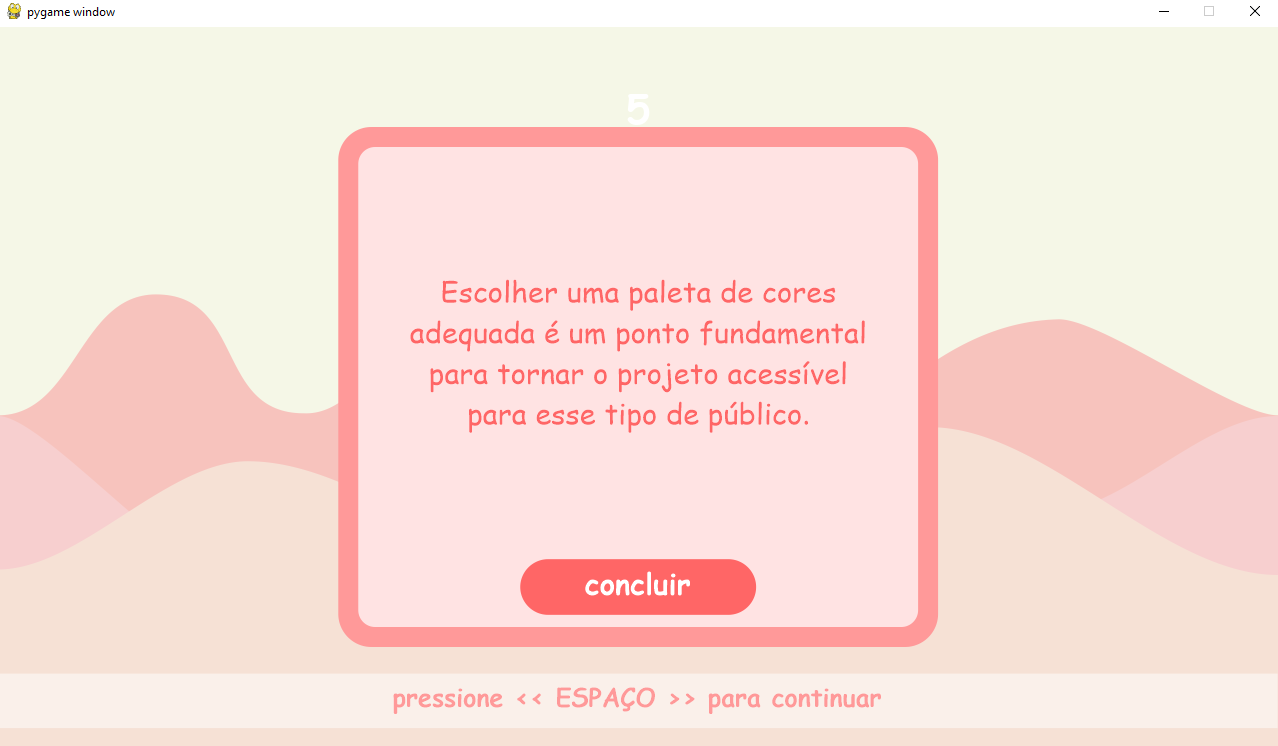 pygame window
5
Escolher uma paleta de cores
adequada é um ponto fundamental
para tornar o projeto acessível
para esse tipo de público.
concluir
pressione << ESPAÇO >> para continuar